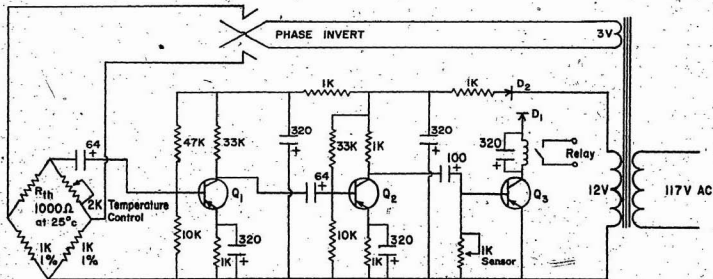 PHASE INVERT
3V
1K
1K
D2
D1
64
+
47K
33K
320
+
33K
1K
320
+
320
+
Relay
64
+
100
+
Q1
Q2
Q3
12V
117V AC
Rth
1000Ω
at 25°c
2K Temperature
Control
10K
320
+
10K
320
+
1K
Sensor
1K
1%
1K
1%
1K
1K